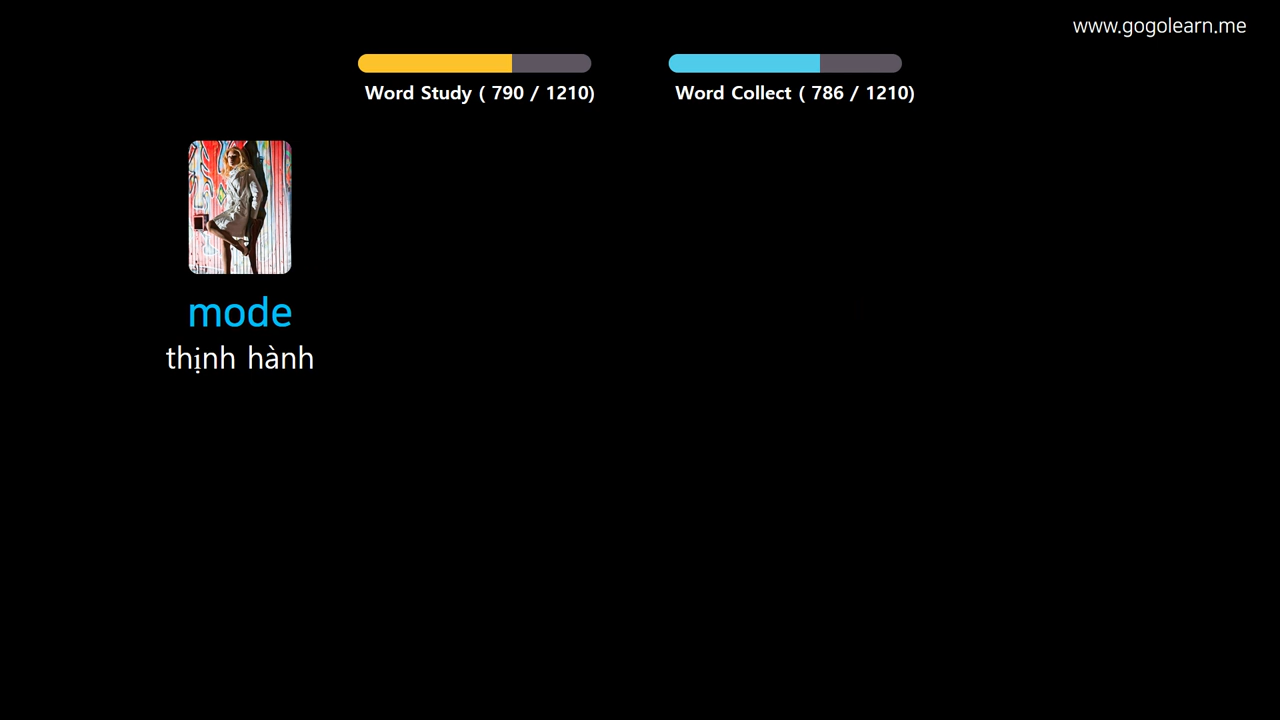 www.gogolearn.me
Word Study ( 790 / 1210)
Word Collect ( 786 / 1210)
mode
thịnh hành